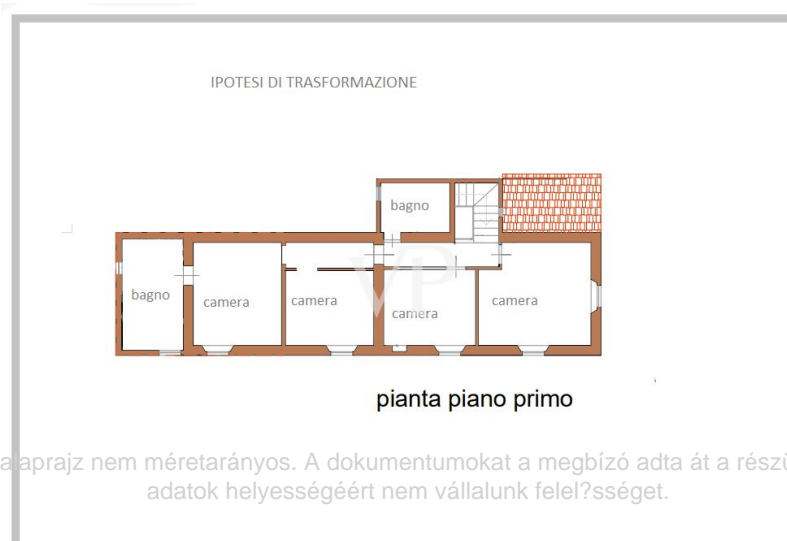 IPOTESI DI TRASFORMAZIONE
bagno
bagno
camera
camera
camera
camera
VP
pianta piano primo
alaprajz nem méretarányos. A dokumentumokat a megbízó adta át a részü
adatok helyességéért nem vállalunk felel?sséget.